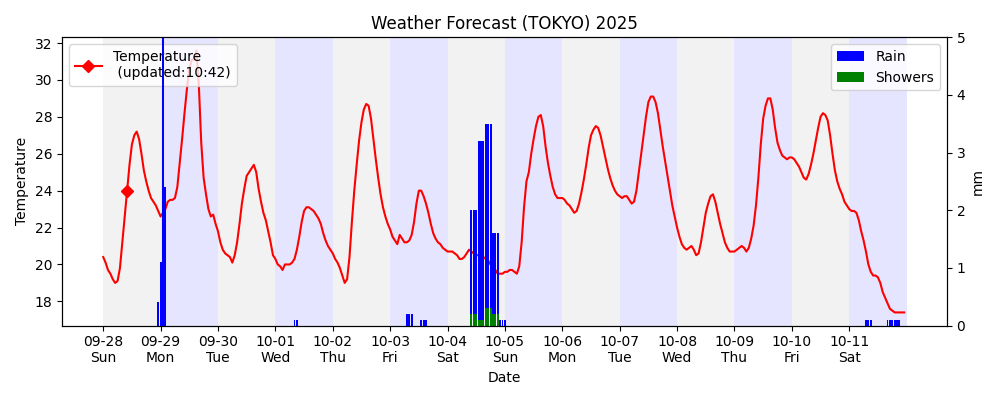 Weather Forecast (TOKYO) 2025
Temperature
(updated:10:42)
Rain
Showers
Temperature
32
30
28
26
24
22
20
18
5
4
3
2
1
0
mm
09-28 09-29 09-30 10-01 10-02 10-03 10-04 10-05 10-06 10-07 10-08 10-09 10-10 10-11
Sun Mon Tue Wed Thu Fri Sat Sun Mon Tue Wed Thu Fri Sat
Date